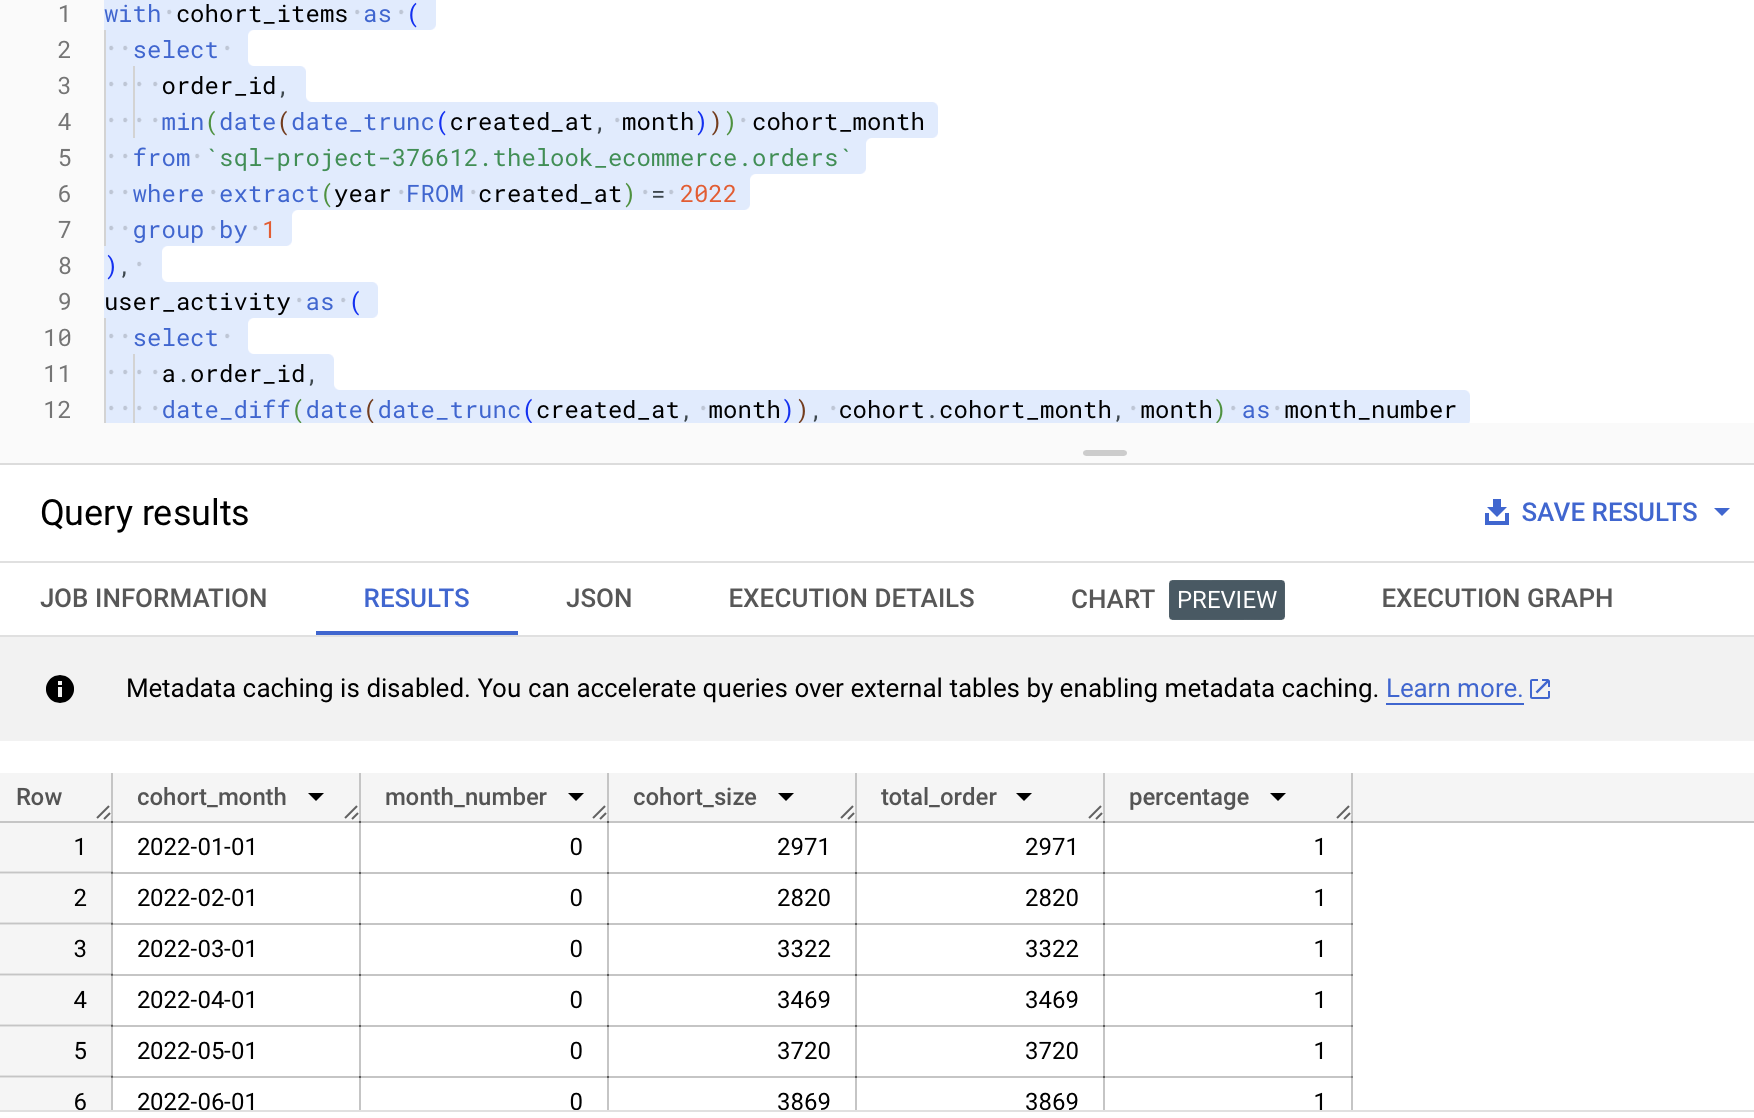 1 with cohort_items as (
2 select
3 order_id,
4 min(date(date_trunc(created_at, month))) cohort_month
5 from `sql-project-376612.thelook_ecommerce.orders`
6 where extract(year FROM created_at) = 2022
7 group by 1
8 ),
9 user_activity as (
10 select
11 a.order_id,
12 date_diff(date(date_trunc(created_at, month)), cohort.cohort_month, month) as month_number
Query results
SAVE RESULTS
JOB INFORMATION RESULTS JSON EXECUTION DETAILS CHART PREVIEW EXECUTION GRAPH
Metadata caching is disabled. You can accelerate queries over external tables by enabling metadata caching. Learn more.
Row cohort_month month_number cohort_size total_order percentage
1 2022-01-01 0 2971 2971 1
2 2022-02-01 0 2820 2820 1
3 2022-03-01 0 3322 3322 1
4 2022-04-01 0 3469 3469 1
5 2022-05-01 0 3720 3720 1
6 2022-06-01 0 3869 3869 1